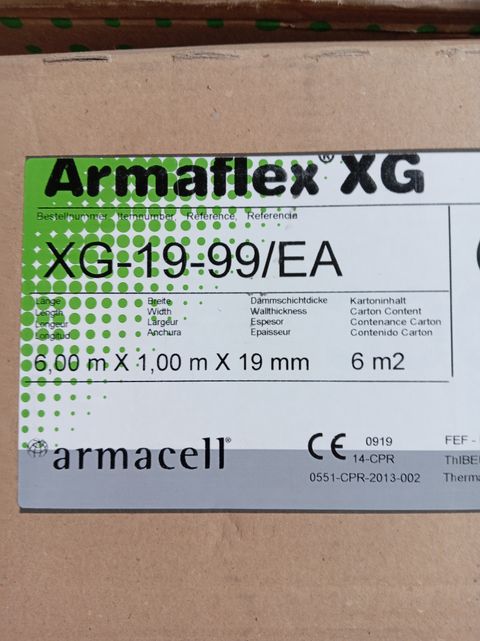 Armaflex® XG
Bestellnummer, Itemnumber, Référence, Referencia
XG-19-99/EA
Länge Breite Dämmschichtdicke Kartoninhalt
Length Width Wallthickness Carton Content
Longeur Largeur Espesor Contenance Carton
Longitud Anchura Epaisseur Contenido Carton
6,00 m X 1,00 m X 19 mm 6 m2
armacell®
CE 0919 FEF -
14-CPR
0551-CPR-2013-002 Therma